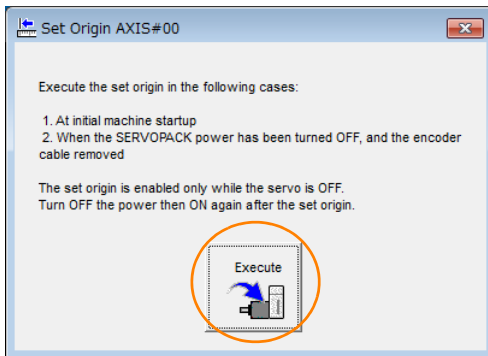 Set Origin AXIS#00
Execute the set origin in the following cases:
1. At initial machine startup
2. When the SERVOPACK power has been turned OFF, and the encoder
cable removed
The set origin is enabled only while the servo is OFF.
Turn OFF the power then ON again after the set origin.
Execute